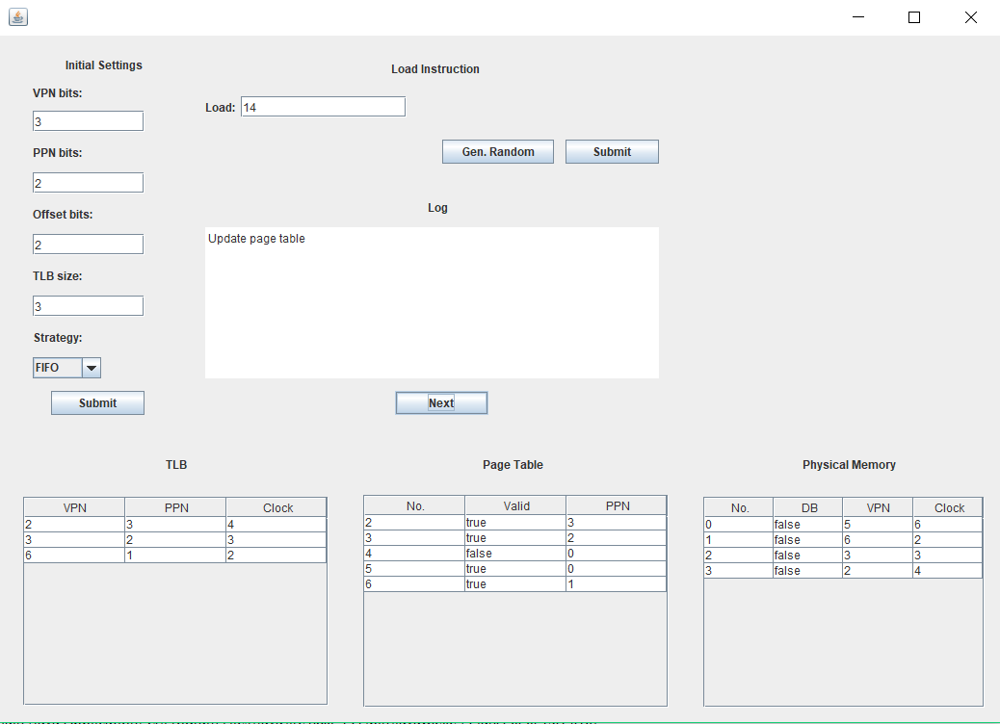 Initial Settings
Load Instruction
VPN bits:
3
Load: 14
PPN bits:
2
Gen. Random Submit
Offset bits:
2
Log
Update page table
TLB size:
3
Strategy:
FIFO
Submit
Next
TLB
VPN PPN Clock
2 3 4
3 2 3
6 1 2
Page Table
No. Valid PPN
2 true 3
3 true 2
4 false 0
5 true 0
6 true 1
Physical Memory
No. DB VPN Clock
0 false 5 6
1 false 6 2
2 false 3 3
3 false 2 4